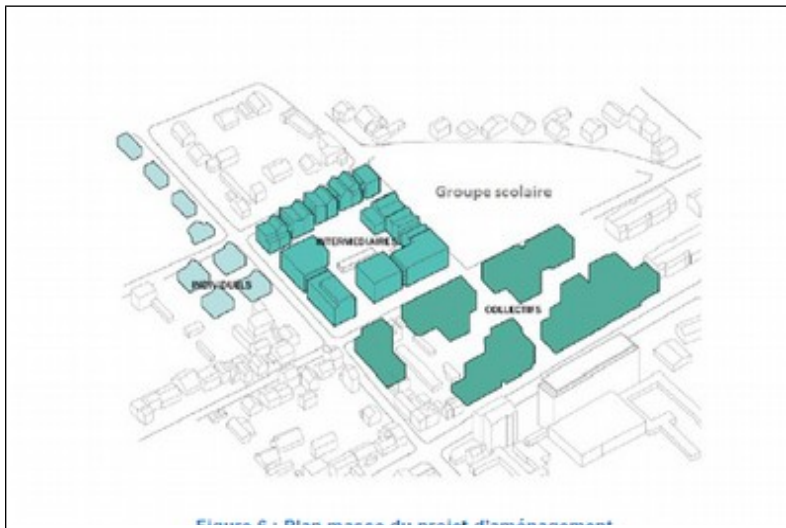 Groupe scolaire
INTERMEDIAIRES
INDIVIDUELS
COLLECTIFS
Figure 6 : Plan masse du projet d'aménagement